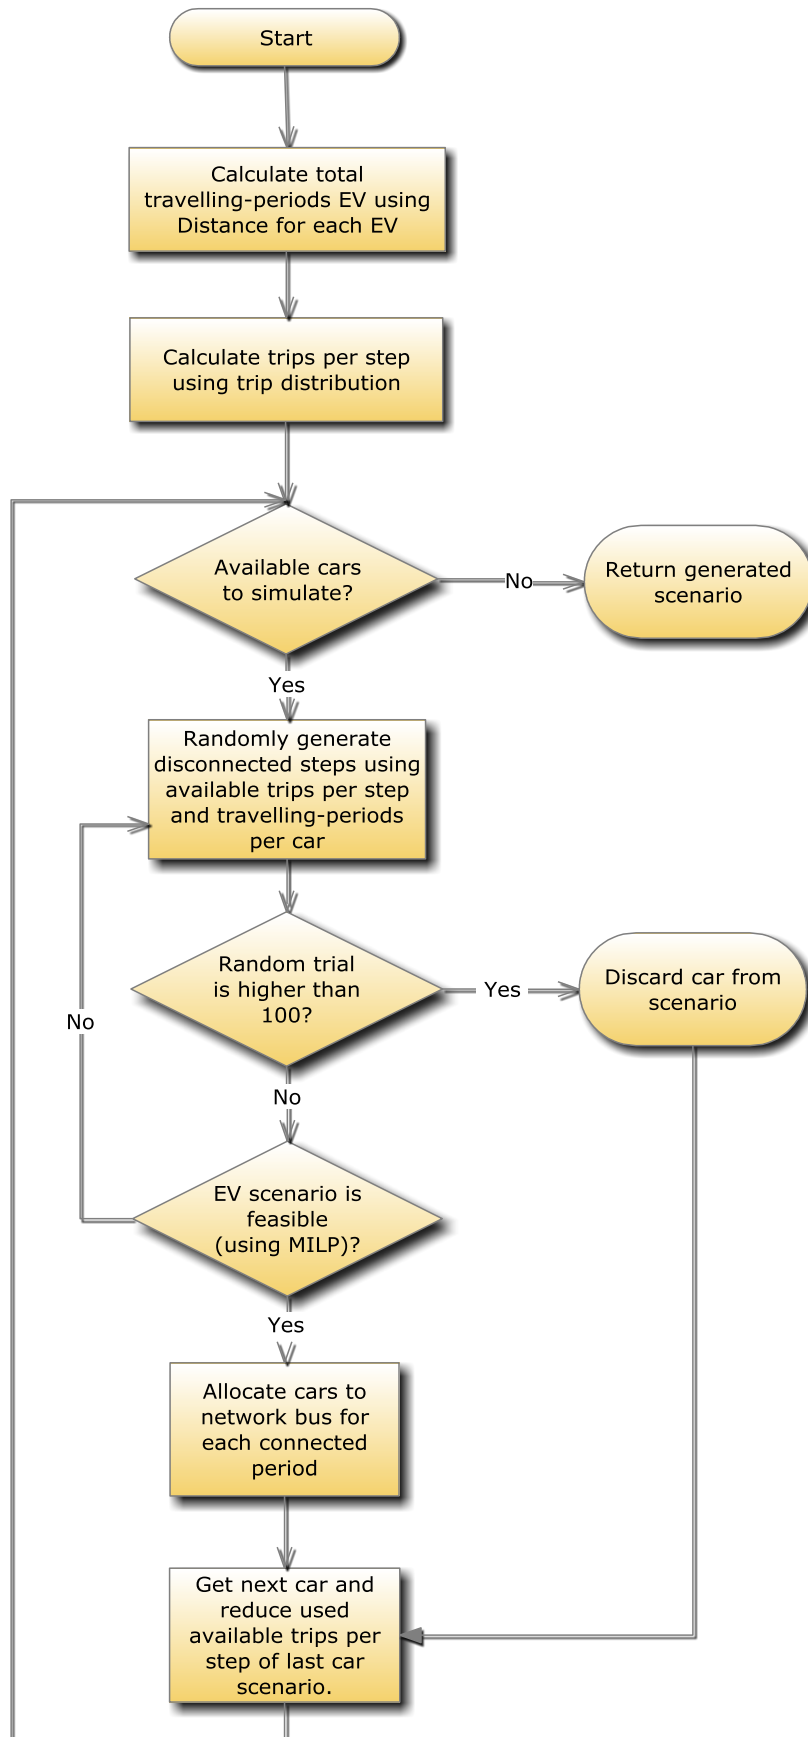 Start
Calculate total
travelling-periods EV using
Distance for each EV
Calculate trips per step
using trip distribution
Available cars
to simulate?
No
Return generated
scenario
Yes
Randomly generate
disconnected steps using
available trips per step
and travelling-periods
per car
Random trial
is higher than
100?
Yes
Discard car from
scenario
No
No
EV scenario is
feasible
(using MILP)?
Yes
Allocate cars to
network bus for
each connected
period
Get next car and
reduce used
available trips per
step of last car
scenario.